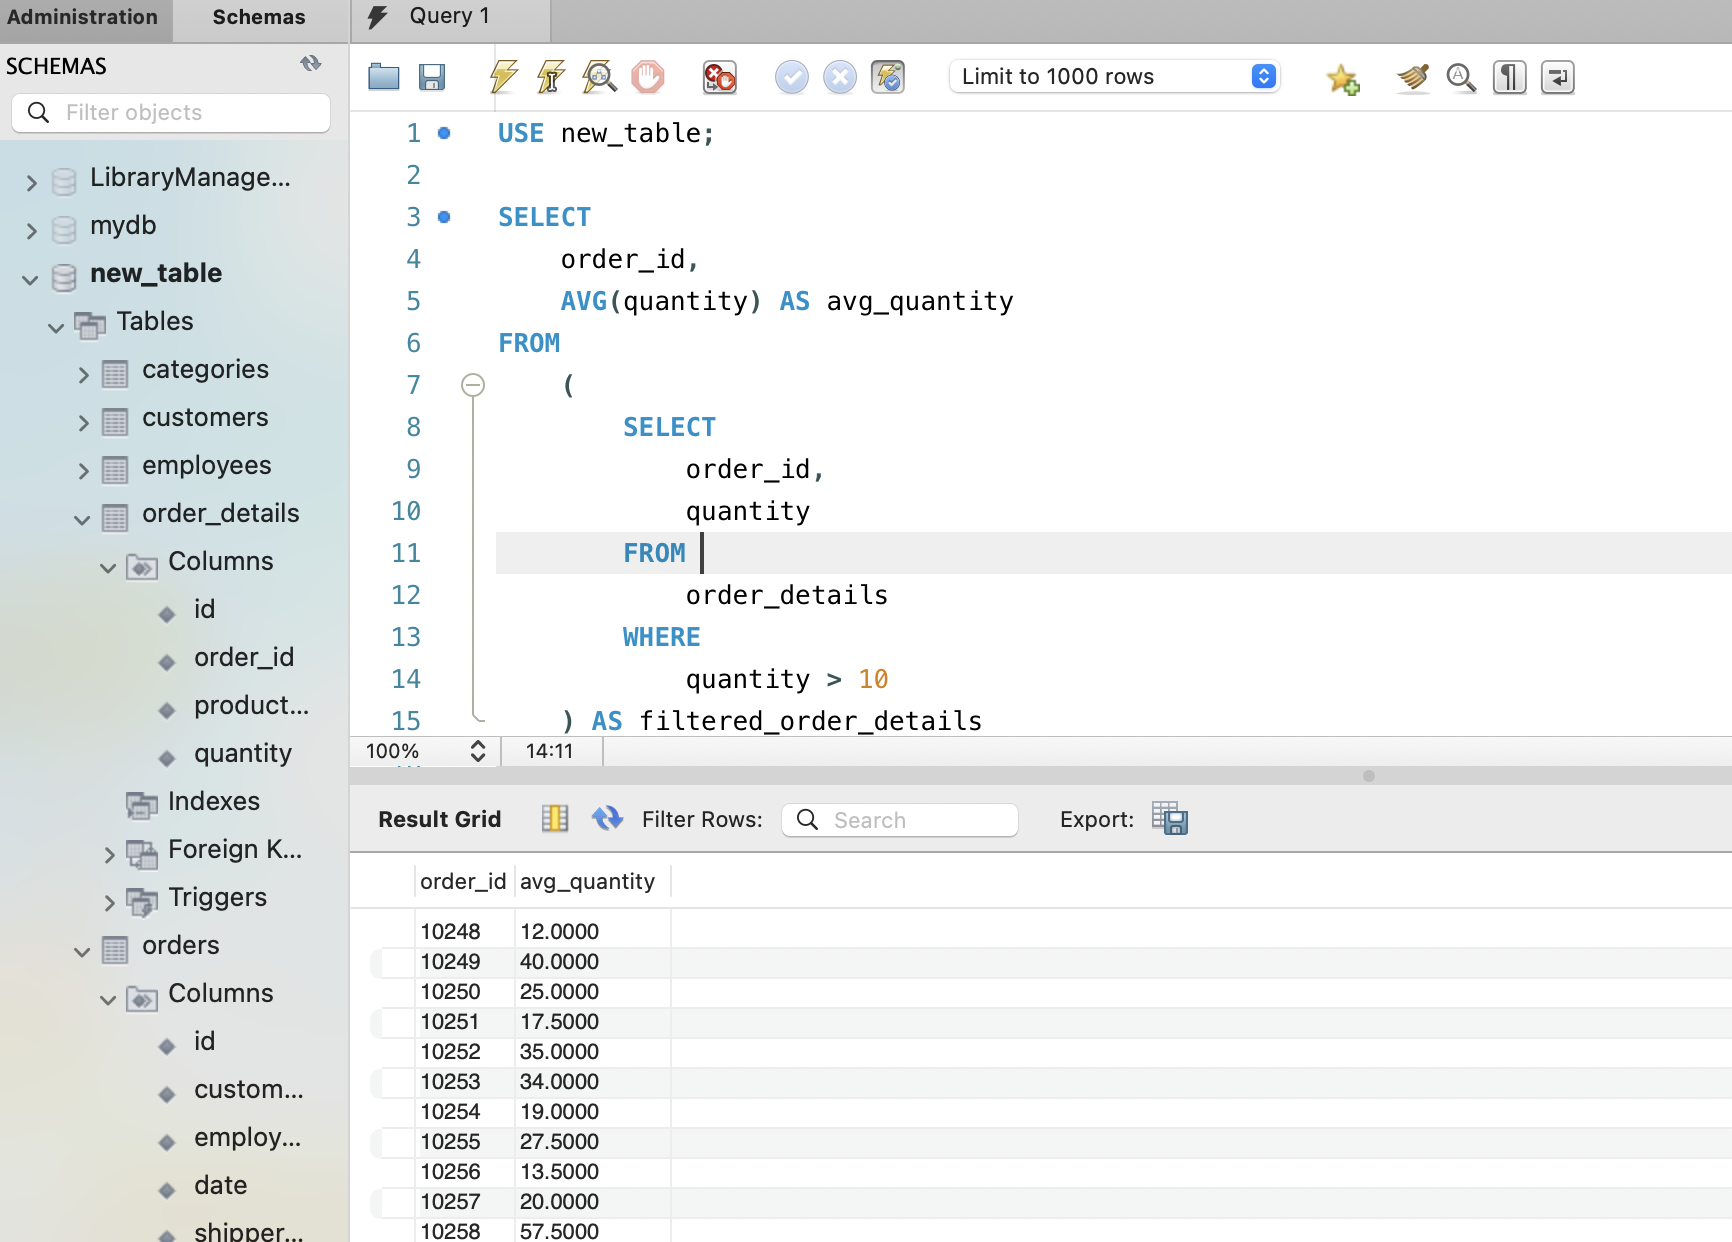 Administration
Schemas
Query 1
SCHEMAS
Filter objects
Limit to 1000 rows
LibraryManage...
mydb
new_table
Tables
categories
customers
employees
order_details
Columns
id
order_id
product...
quantity
Indexes
Foreign K...
Triggers
orders
Columns
id
custom...
employ...
date
shipper...
1 USE new_table;
2
3 SELECT
4 order_id,
5 AVG(quantity) AS avg_quantity
6 FROM
7 (
8 SELECT
9 order_id,
10 quantity
11 FROM
12 order_details
13 WHERE
14 quantity > 10
15 ) AS filtered_order_details
100% 14:11
Result Grid Filter Rows: Search Export:
order_id avg_quantity
10248 12.0000
10249 40.0000
10250 25.0000
10251 17.5000
10252 35.0000
10253 34.0000
10254 19.0000
10255 27.5000
10256 13.5000
10257 20.0000
10258 57.5000